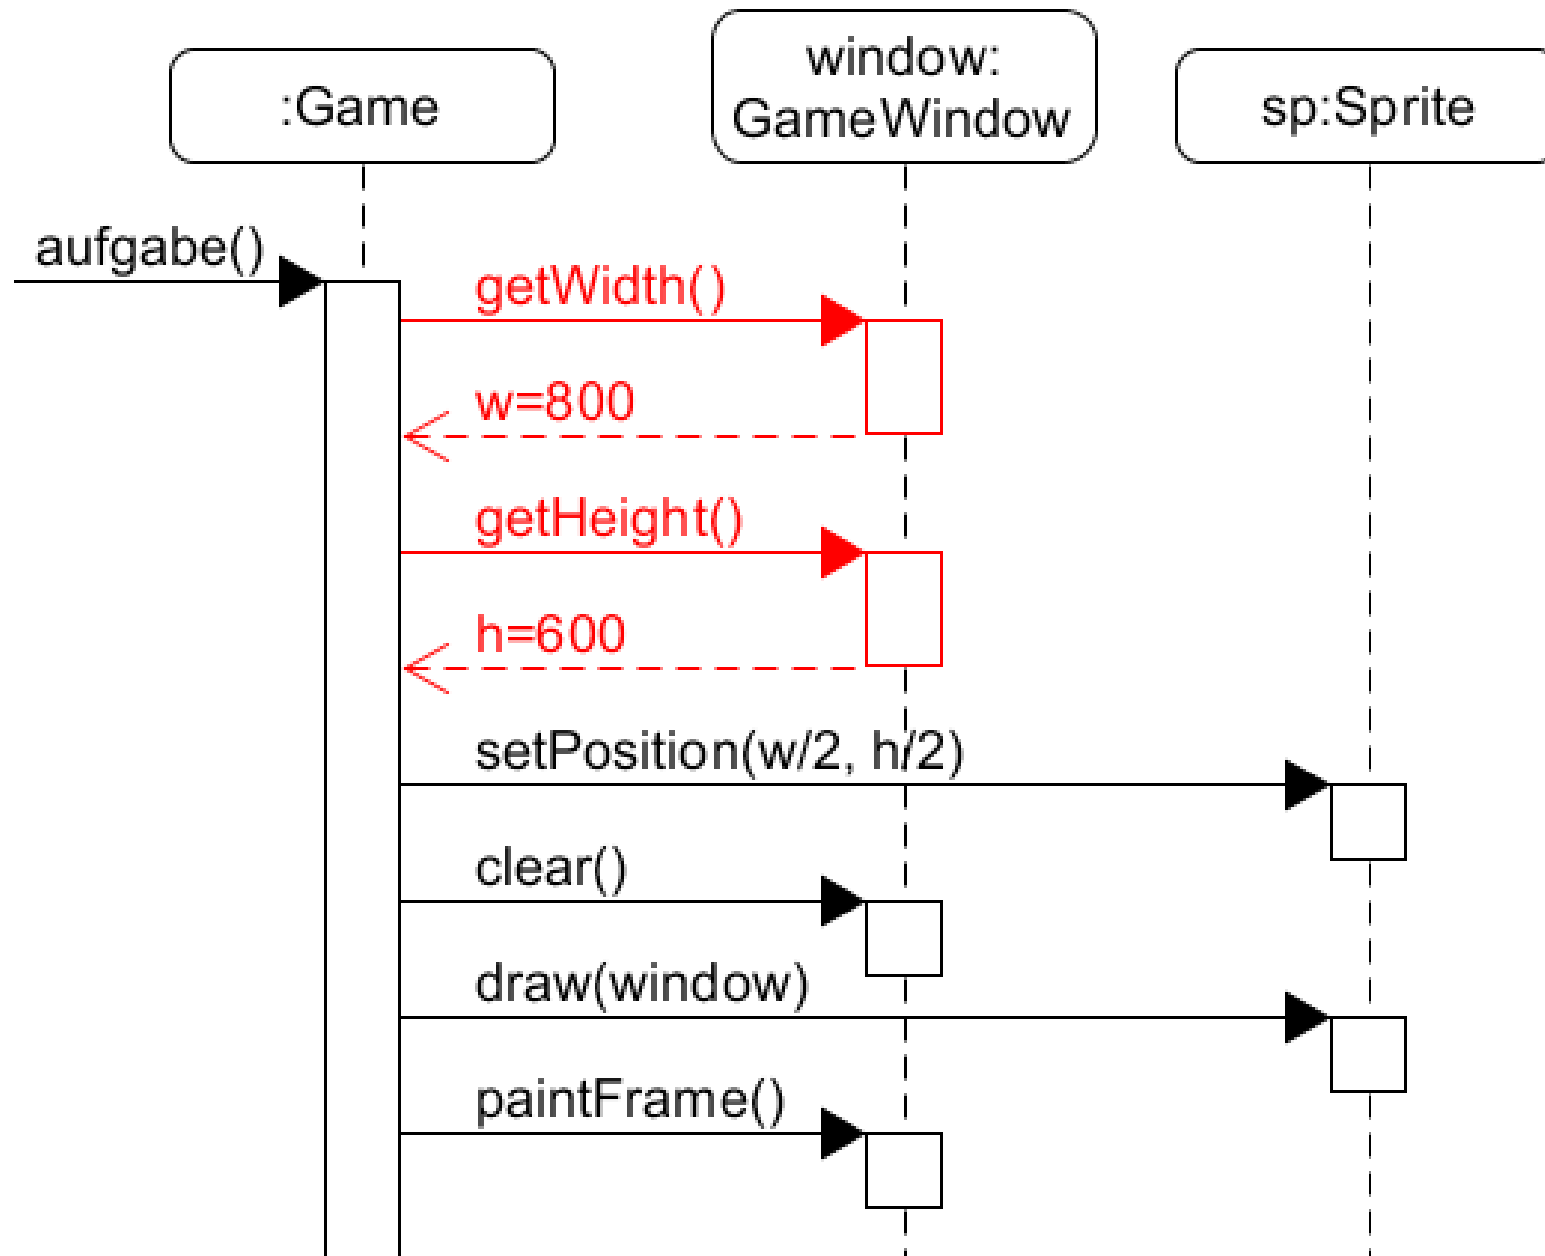 :Game
window:
GameWindow
sp:Sprite
aufgabe()
getWidth()
w=800
getHeight()
h=600
setPosition(w/2, h/2)
clear()
draw(window)
paintFrame()